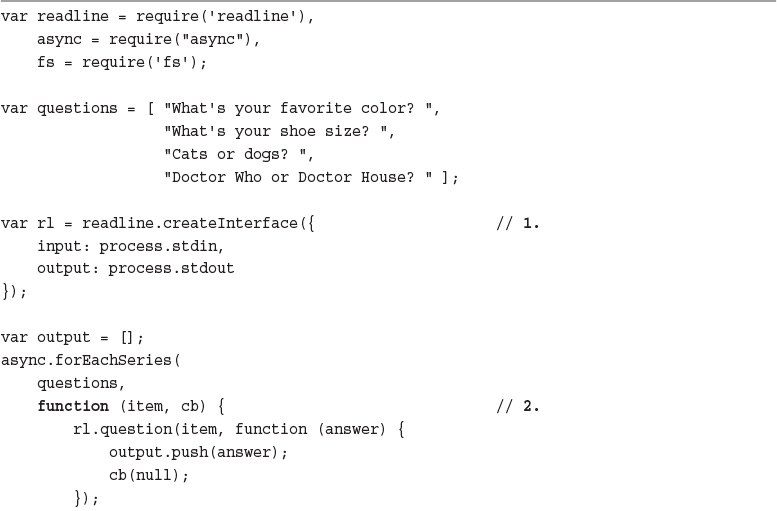 var readline = require('readline'),
    async = require("async"),
    fs = require('fs');

var questions = [ "What's your favorite color? ",
                  "What's your shoe size? ",
                  "Cats or dogs? ",
                  "Doctor Who or Doctor House? " ];

var rl = readline.createInterface({                    // 1.
    input: process.stdin,
    output: process.stdout
});

var output = [];
async.forEachSeries(
    questions,
    function (item, cb) {                              // 2.
        rl.question(item, function (answer) {
            output.push(answer);
            cb(null);
        });